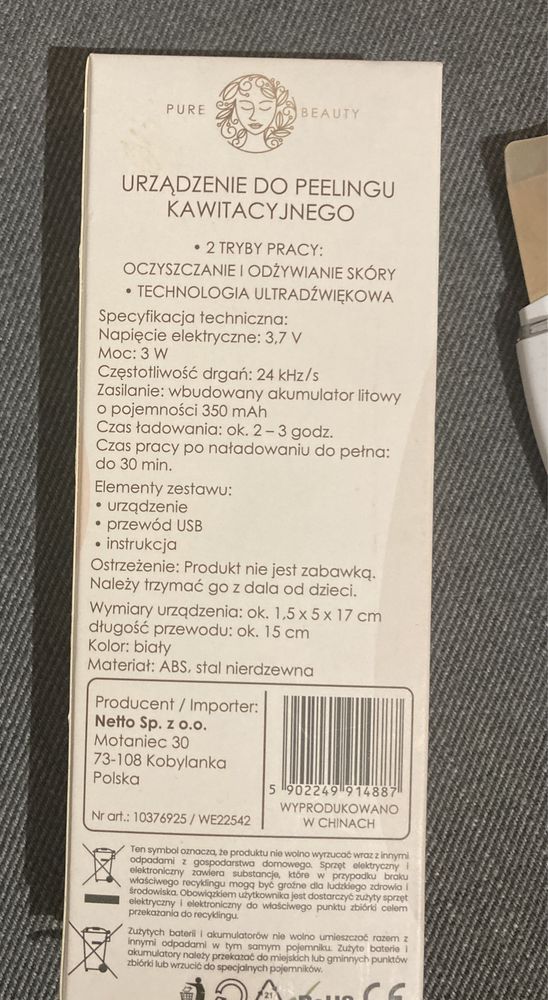 PURE BEAUTY
URZĄDZENIE DO PEELINGU
KAWITACYJNEGO
• 2 TRYBY PRACY:
OCZYSZCZANIE I ODŻYWIANIE SKÓRY
• TECHNOLOGIA ULTRADŹWIĘKOWA
Specyfikacja techniczna:
Napięcie elektryczne: 3,7 V
Moc: 3 W
Częstotliwość drgań: 24 kHz/s
Zasilanie: wbudowany akumulator litowy
o pojemności 350 mAh
Czas ładowania: ok. 2 – 3 godz.
Czas pracy po naładowaniu do pełna:
do 30 min.
Elementy zestawu:
• urządzenie
• przewód USB
• instrukcja
Ostrzeżenie: Produkt nie jest zabawką.
Należy trzymać go z dala od dzieci.
Wymiary urządzenia: ok. 1,5 x 5 x 17 cm
długość przewodu: ok. 15 cm
Kolor: biały
Materiał: ABS, stal nierdzewna
Producent / Importer:
Netto Sp. z o.o.
Motaniec 30
73-108 Kobylanka
Polska
Nr art.: 10376925 / WE22542
5 902249 914887
WYPRODUKOWANO
W CHINACH
Ten symbol oznacza, że produktu nie wolno wyrzucać wraz z innymi
odpadami z gospodarstwa domowego. Sprzęt elektryczny i
elektroniczny zawiera substancje, które w przypadku braku
właściwego recyklingu mogą być groźne dla ludzkiego zdrowia i
środowiska. Obowiązkiem użytkownika jest dostarczyć zużyty sprzęt
elektryczny i elektroniczny do właściwego punktu zbiórki celem
przekazania do recyklingu.
Zużytych baterii i akumulatorów nie wolno umieszczać razem z
innymi odpadami w tym samym pojemniku. Zużyte baterie i
akumulatory należy przekazać do miejskich lub gminnych punktów
zbiórki lub wrzucić do specjalnych pojemników.
21
CE